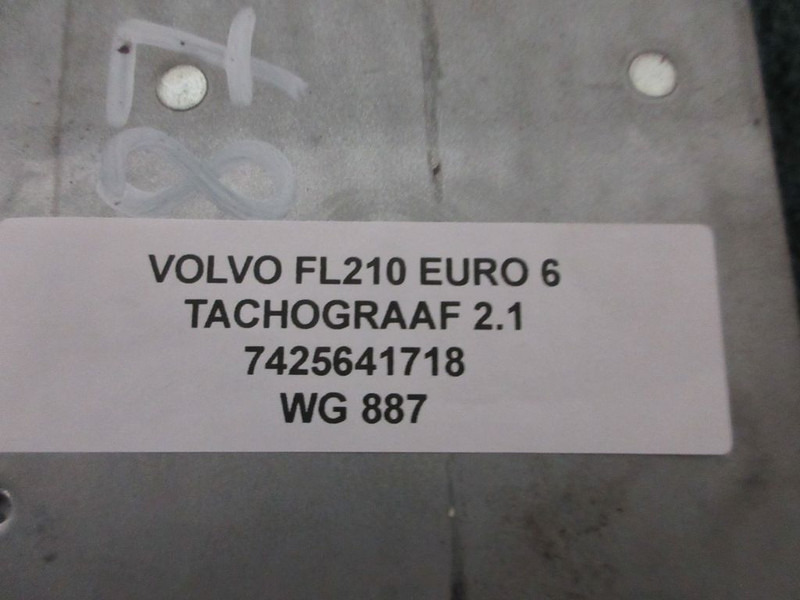 VOLVO FL210 EURO 6
TACHOGRAAF 2.1
7425641718
WG 887